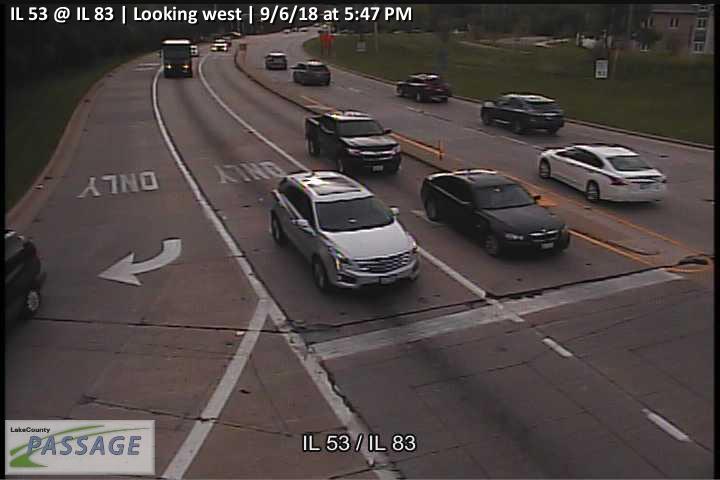 IL 53 @ IL 83 | Looking west | 9/6/18 at 5:47 PM
ONLY
ONLY
LakeCounty
PASSAGE
IL 53 / IL 83